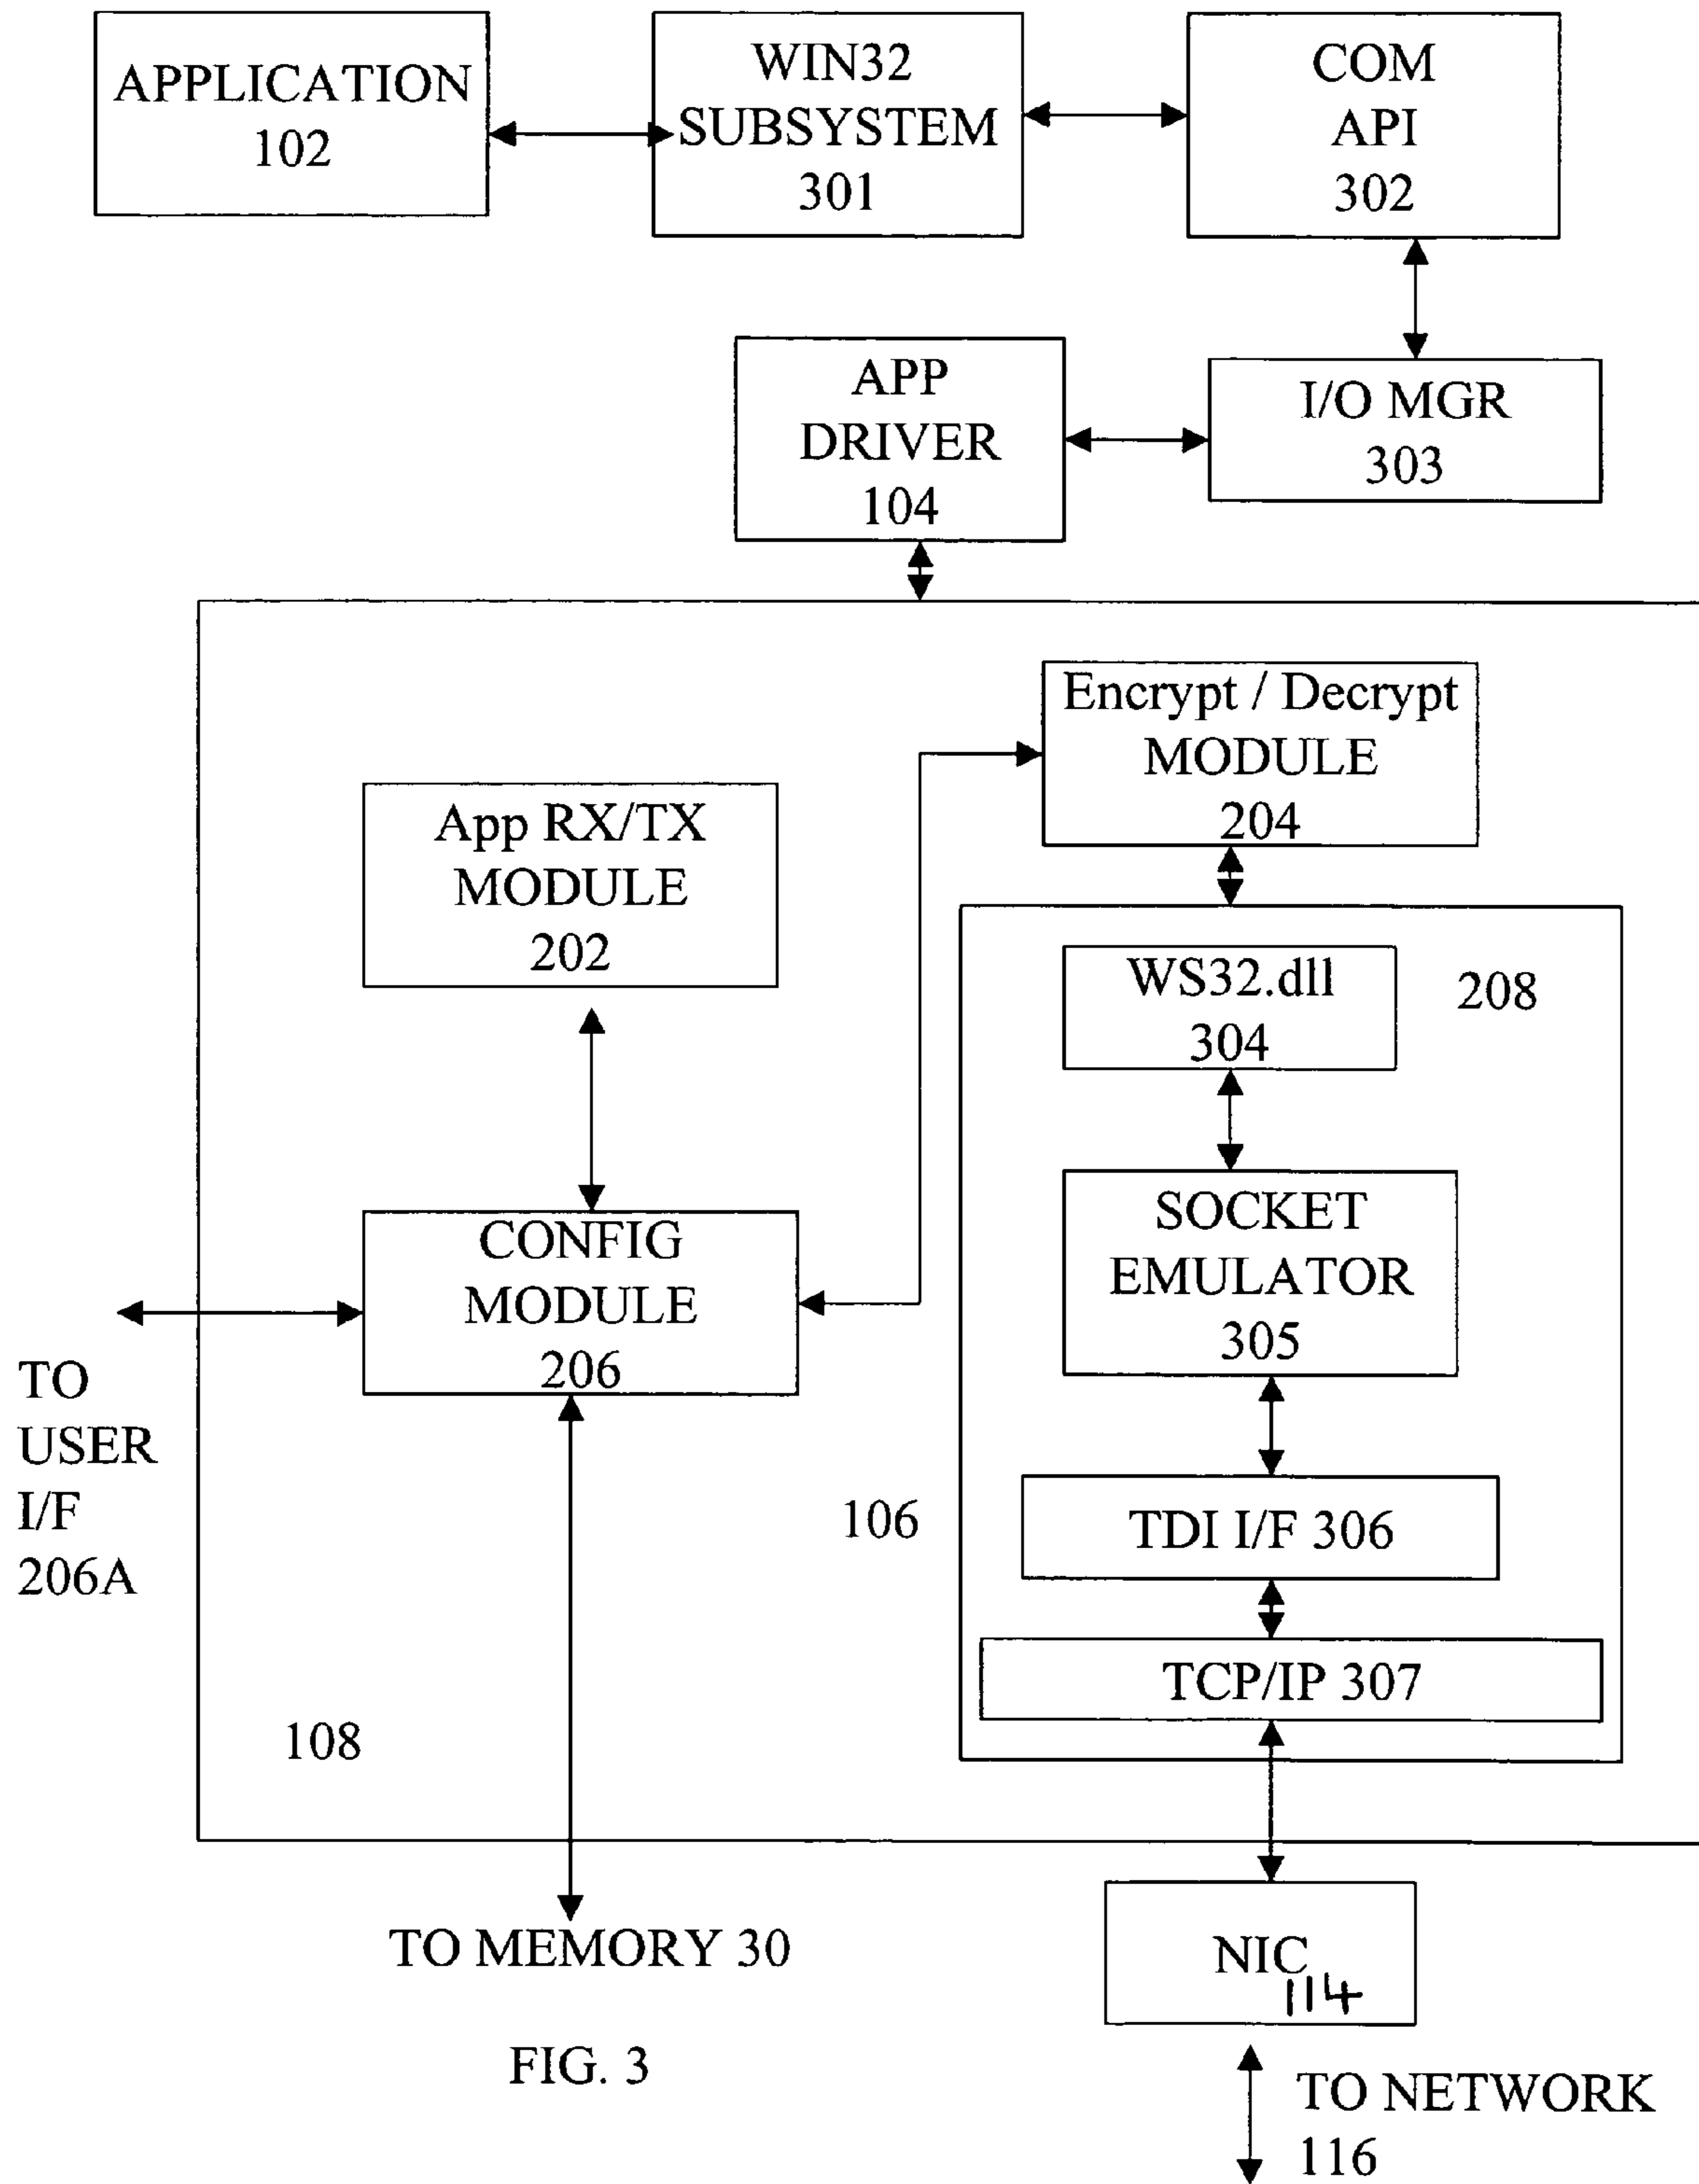 APPLICATION
102
WIN32
SUBSYSTEM
301
COM
API
302
APP
DRIVER
104
I/O MGR
303
Encrypt / Decrypt
MODULE
204
App RX/TX
MODULE
202
WS32.dll
304
208
SOCKET
EMULATOR
305
CONFIG
MODULE
206
TO
USER
I/F
206A
106
TDI I/F 306
TCP/IP 307
108
TO MEMORY 30
NIC
114
FIG. 3
TO NETWORK
116